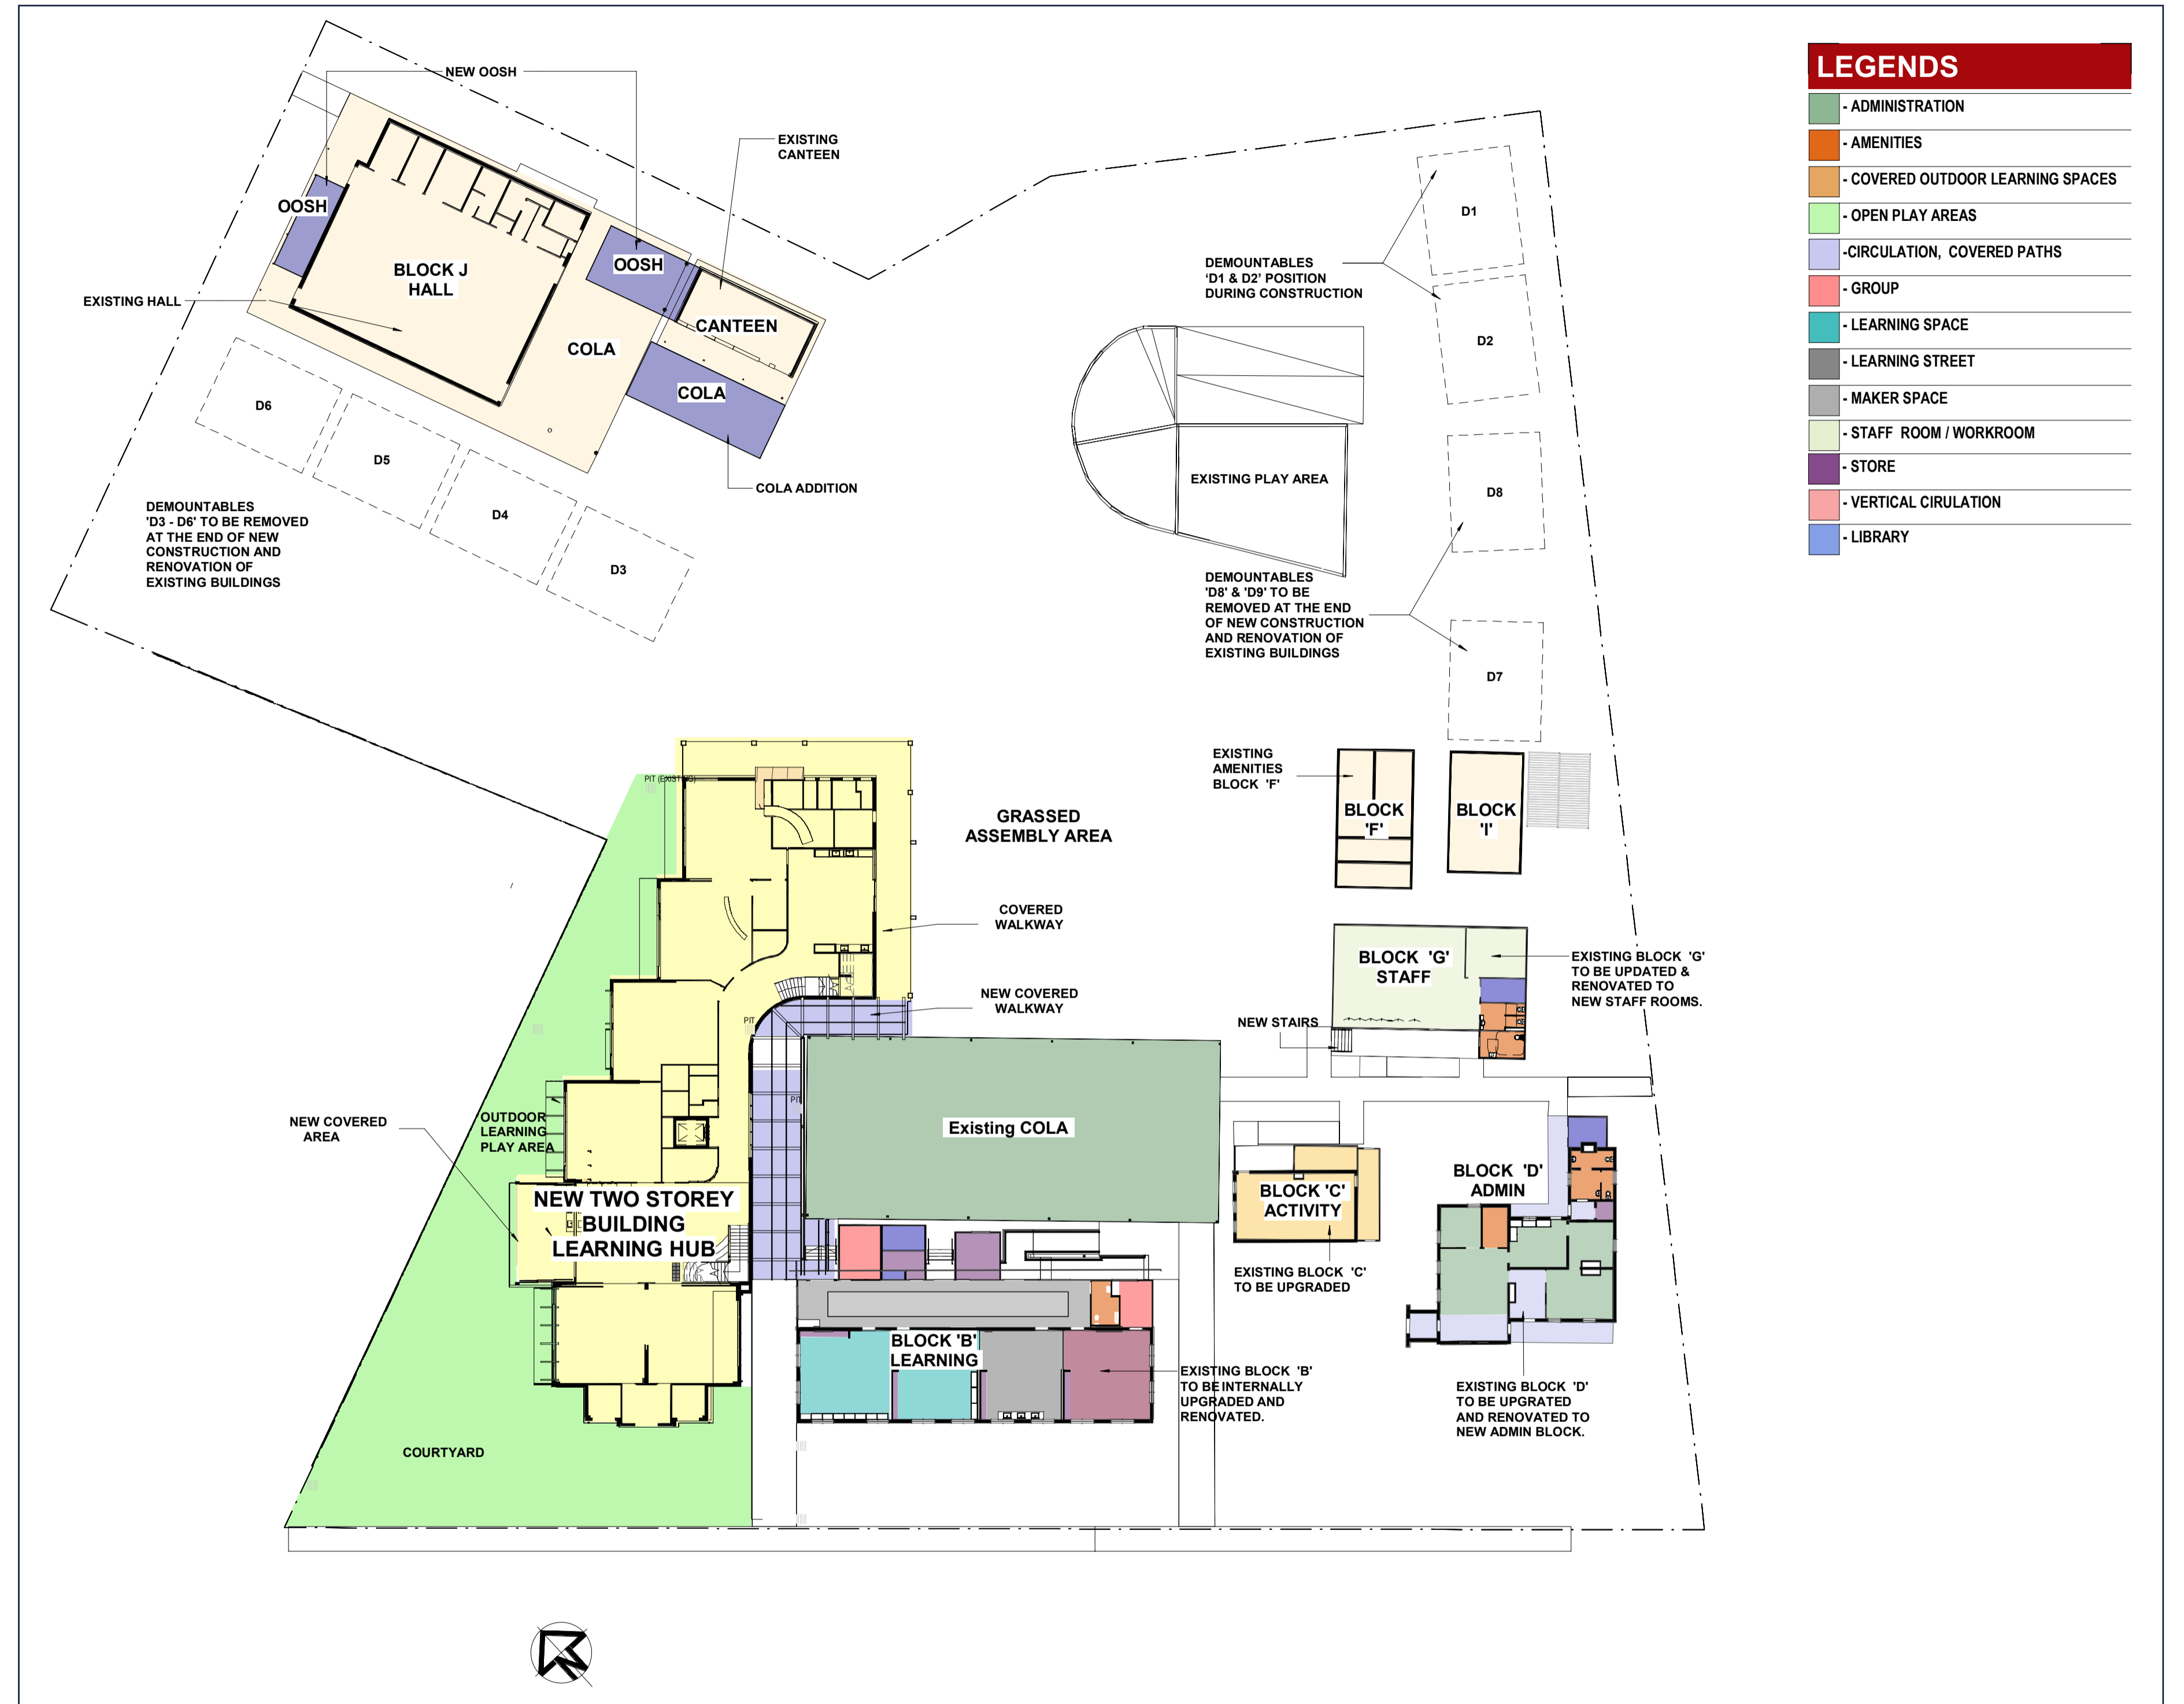 LEGENDS
- ADMINISTRATION
- AMENITIES
- COVERED OUTDOOR LEARNING SPACES
- OPEN PLAY AREAS
-CIRCULATION, COVERED PATHS
- GROUP
- LEARNING SPACE
- LEARNING STREET
- MAKER SPACE
- STAFF ROOM / WORKROOM
- STORE
- VERTICAL CIRULATION
- LIBRARY
NEW OOSH
EXISTING
CANTEEN
OOSH
BLOCK J
HALL
OOSH
EXISTING HALL
CANTEEN
COLA
COLA
COLA ADDITION
D6
D5
D4
D3
DEMOUNTABLES
'D3 - D6' TO BE REMOVED
AT THE END OF NEW
CONSTRUCTION AND
RENOVATION OF
EXISTING BUILDINGS
D1
DEMOUNTABLES
‘D1 & D2’ POSITION
DURING CONSTRUCTION
D2
EXISTING PLAY AREA
D8
DEMOUNTABLES
'D8' & 'D9' TO BE
REMOVED AT THE END
OF NEW CONSTRUCTION
AND RENOVATION OF
EXISTING BUILDINGS
D7
EXISTING
AMENITIES
BLOCK 'F'
BLOCK
'F'
BLOCK
'I'
PIT (EXISTING)
GRASSED
ASSEMBLY AREA
COVERED
WALKWAY
NEW COVERED
WALKWAY
PIT
PIT
BLOCK 'G'
STAFF
EXISTING BLOCK 'G'
TO BE UPDATED &
RENOVATED TO
NEW STAFF ROOMS.
NEW STAIRS
NEW COVERED
AREA
OUTDOOR
LEARNING
PLAY AREA
Existing COLA
NEW TWO STOREY
BUILDING
LEARNING HUB
BLOCK 'C'
ACTIVITY
EXISTING BLOCK 'C'
TO BE UPGRADED
BLOCK 'D'
ADMIN
BLOCK 'B'
LEARNING
EXISTING BLOCK 'B'
TO BE INTERNALLY
UPGRADED AND
RENOVATED.
EXISTING BLOCK 'D'
TO BE UPGRATED
AND RENOVATED TO
NEW ADMIN BLOCK.
COURTYARD
N